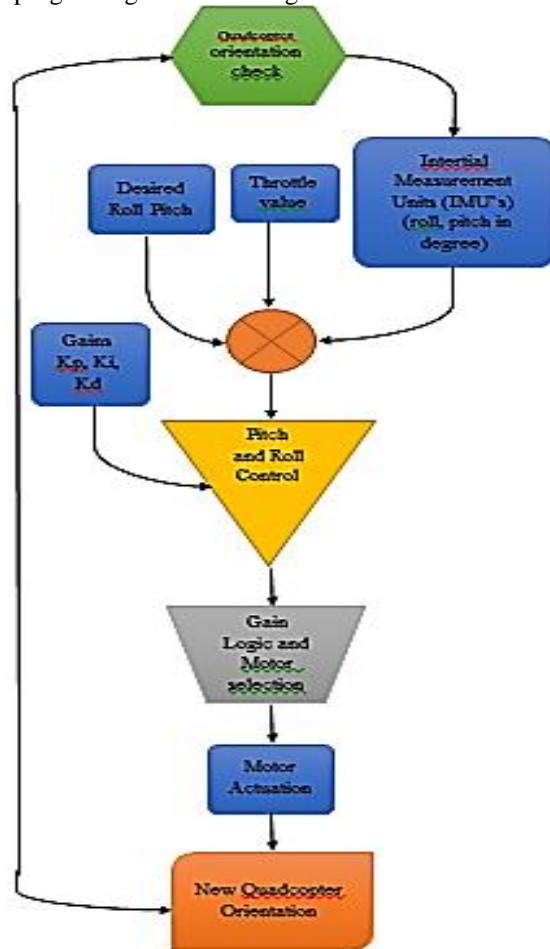 Quadcopter
orientation
check
Intertial
Measurement
Units (IMU"s)
(roll, pitch in
degree)
Desired
Roll Pitch
Throttle
value
Gains
Kp, Ki,
Kd
Pitch
and Roll
Control
Gain
Logic and
Motor
selection
Motor
Actuation
New Quadcopter
Orientation